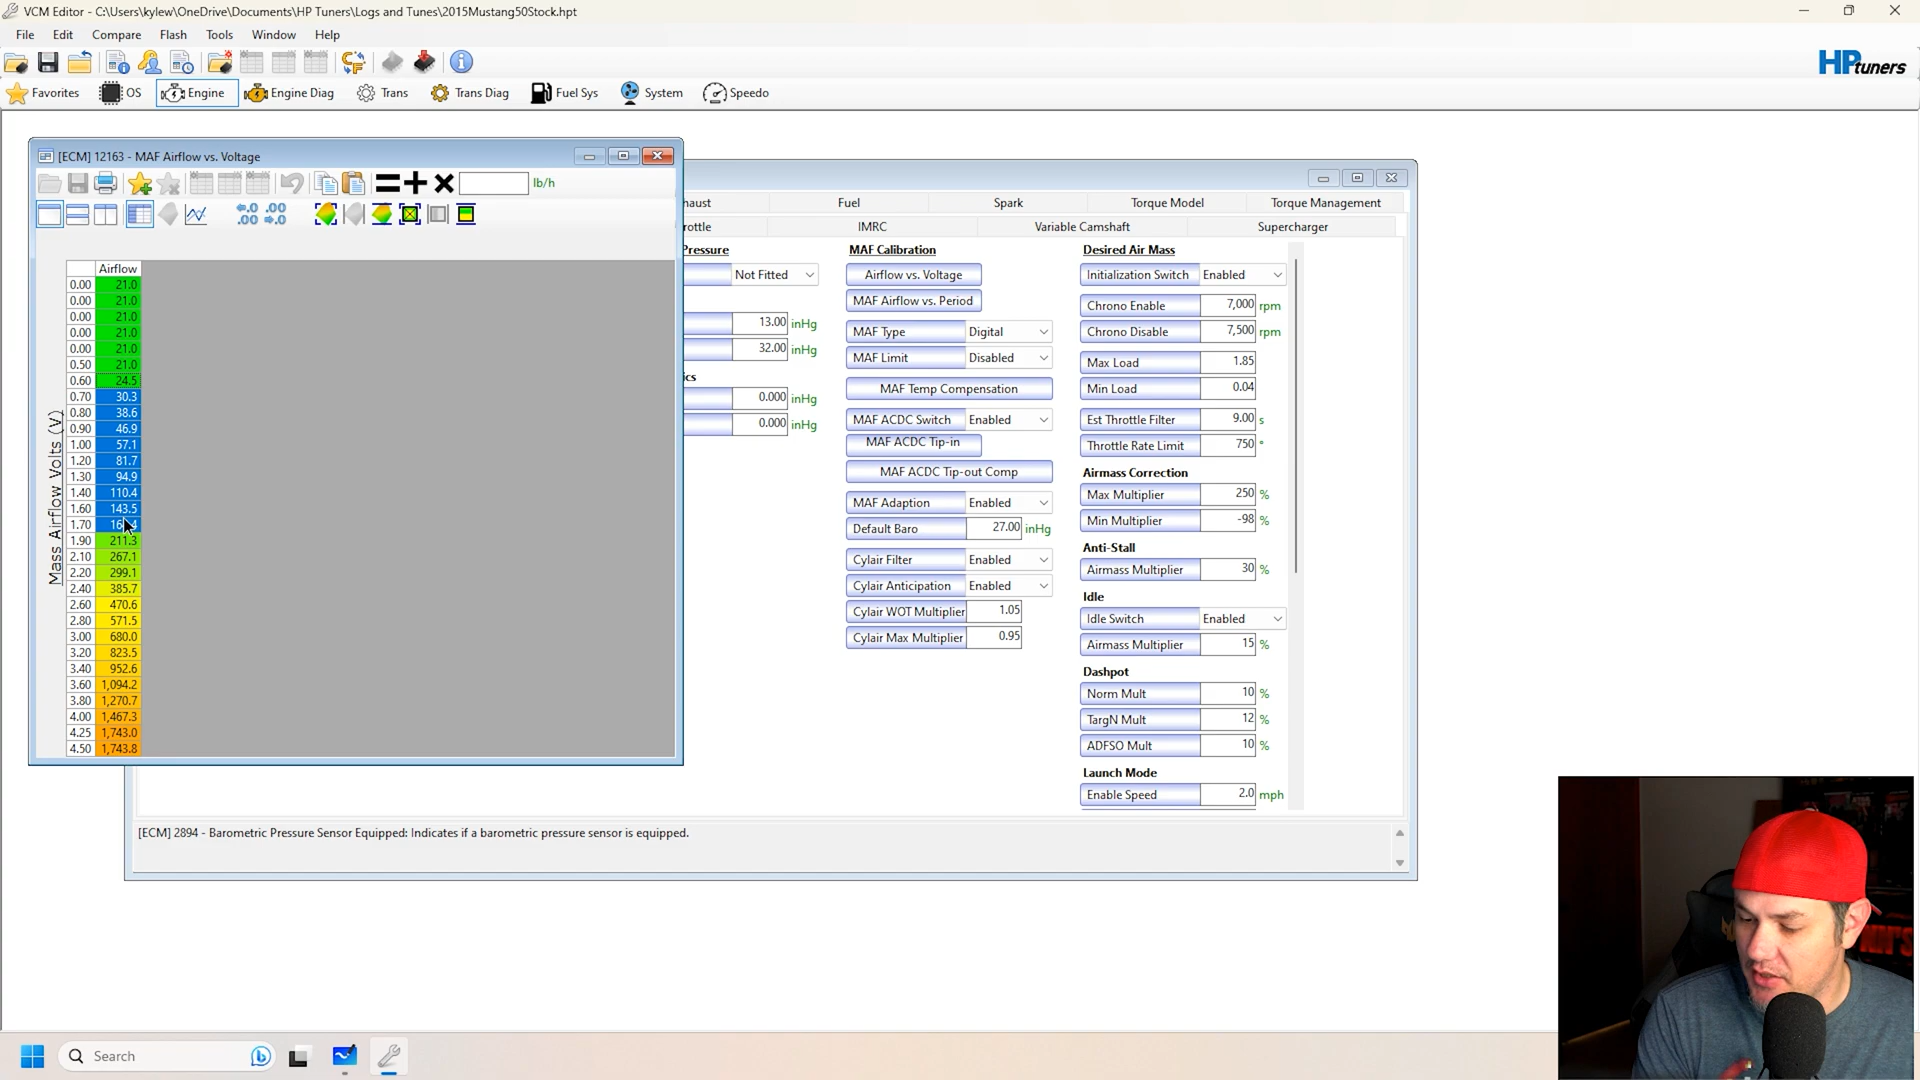 VCM Editor - C:\Users\kylew\OneDrive\Documents\HP Tuners\Logs and Tunes\2015Mustang50Stock.hpt
File Edit Compare Flash Tools Window Help
HPtuners
Favorites OS Engine Engine Diag Trans Trans Diag Fuel Sys System Speedo
[ECM] 12163 - MAF Airflow vs. Voltage
lb/h
←.0 .00
.00 →.0
Mass Airflow Volts (V)
Airflow
0.00 21.0
0.00 21.0
0.00 21.0
0.00 21.0
0.00 21.0
0.50 21.0
0.60 24.5
0.70 30.3
0.80 38.6
0.90 46.9
1.00 57.1
1.20 81.7
1.30 94.9
1.40 110.4
1.60 143.5
1.70
1.90 211.3
2.10 267.1
2.20 299.1
2.40 385.7
2.60 470.6
2.80 571.5
3.00 680.0
3.20 823.5
3.40 952.6
3.60 1,094.2
3.80 1,270.7
4.00 1,467.3
4.25 1,743.0
4.50 1,743.8
haust Fuel Spark Torque Model Torque Management
rottle IMRC Variable Camshaft Supercharger
Pressure
Not Fitted
13.00 inHg
32.00 inHg
ics
0.000 inHg
0.000 inHg
MAF Calibration
Airflow vs. Voltage
MAF Airflow vs. Period
MAF Type Digital
MAF Limit Disabled
MAF Temp Compensation
MAF ACDC Switch Enabled
MAF ACDC Tip-in
MAF ACDC Tip-out Comp
MAF Adaption Enabled
Default Baro 27.00 inHg
Cylair Filter Enabled
Cylair Anticipation Enabled
Cylair WOT Multiplier 1.05
Cylair Max Multiplier 0.95
Desired Air Mass
Initialization Switch Enabled
Chrono Enable 7,000 rpm
Chrono Disable 7,500 rpm
Max Load 1.85
Min Load 0.04
Est Throttle Filter 9.00 s
Throttle Rate Limit 750 °
Airmass Correction
Max Multiplier 250 %
Min Multiplier -98 %
Anti-Stall
Airmass Multiplier 30 %
Idle
Idle Switch Enabled
Airmass Multiplier 15 %
Dashpot
Norm Mult 10 %
TargN Mult 12 %
ADFSO Mult 10 %
Launch Mode
Enable Speed 2.0 mph
[ECM] 2894 - Barometric Pressure Sensor Equipped: Indicates if a barometric pressure sensor is equipped.
Search